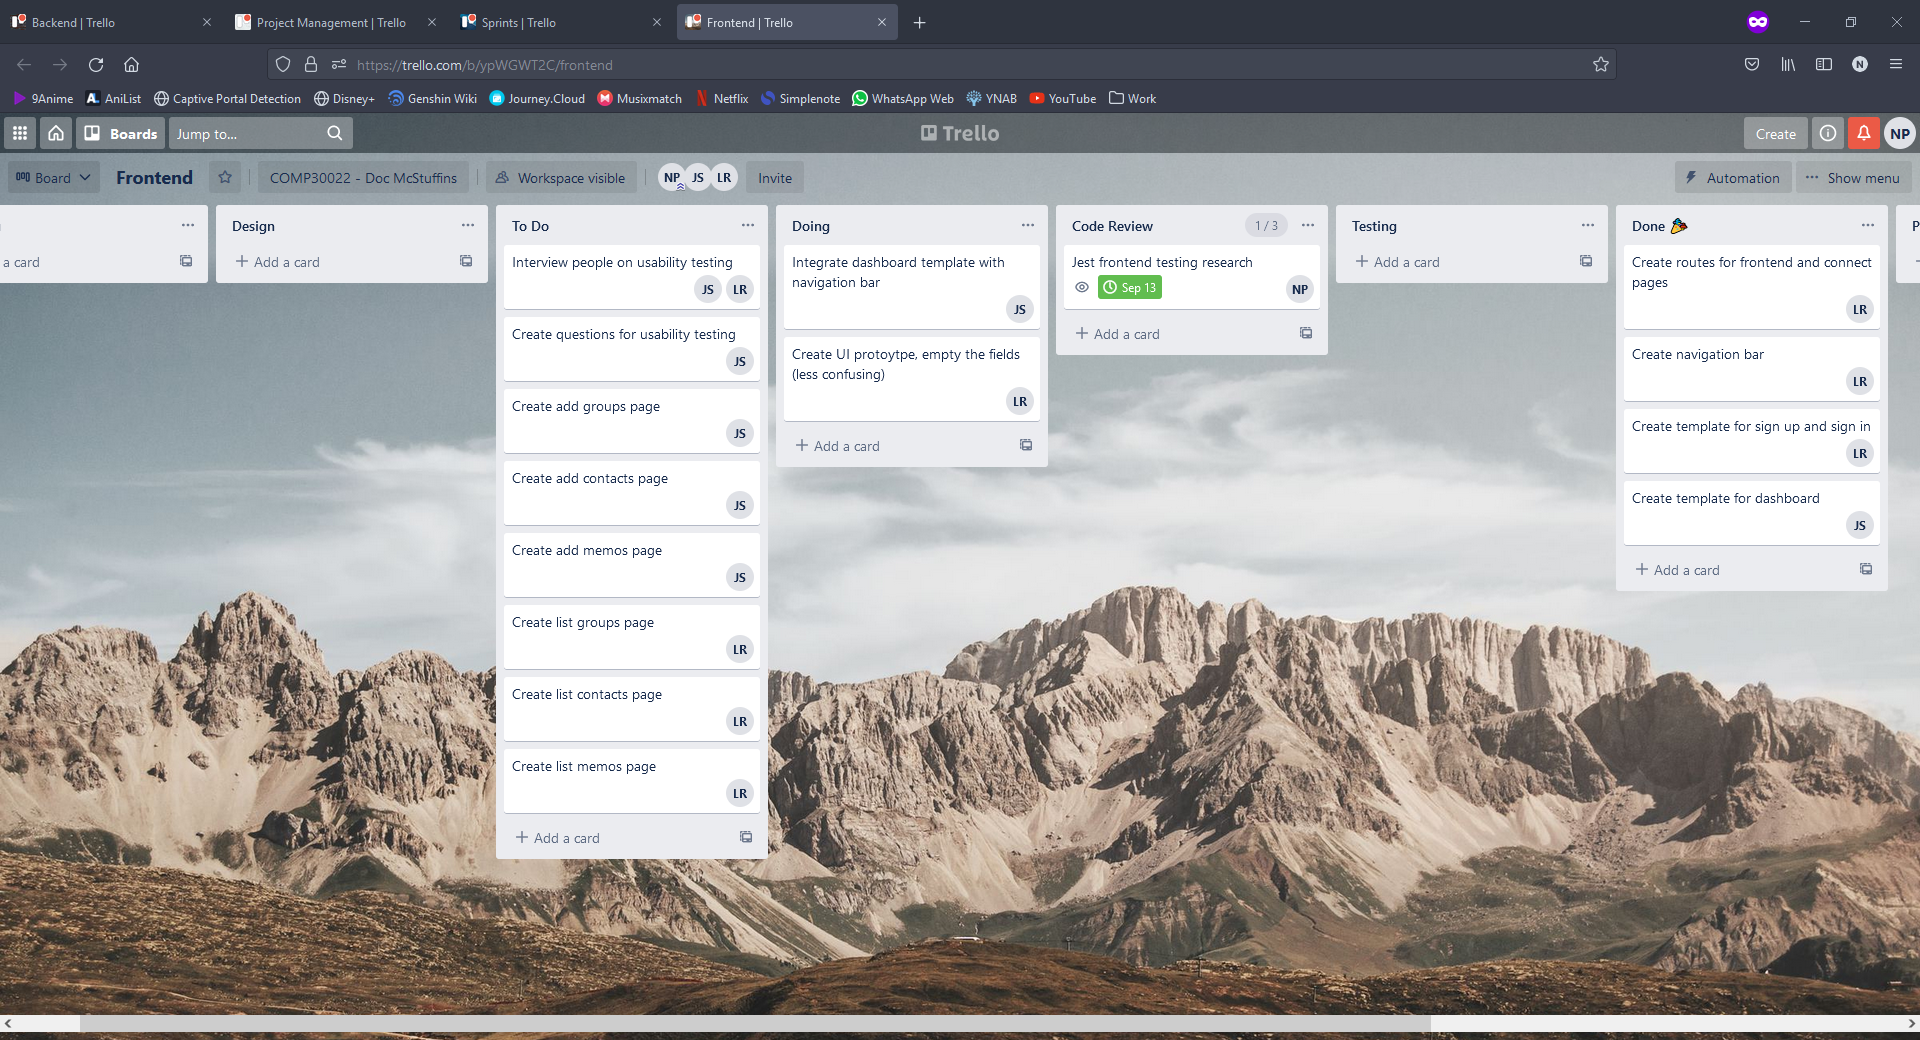 Backend | Trello
Project Management | Trello
Sprints | Trello
Frontend | Trello
https://trello.com/b/ypWGWT2C/frontend
N
9Anime
AL AniList
Captive Portal Detection
Disney+
Genshin Wiki
Journey.Cloud
Musixmatch
Netflix
Simplenote
WhatsApp Web
YNAB
YouTube
Work
Boards
Jump to...
Trello
Create
NP
Board
Frontend
COMP30022 - Doc McStuffins
Workspace visible
NP JS LR
Invite
Automation
Show menu
a card
Design
Add a card
To Do
Interview people on usability testing
JS LR
Create questions for usability testing
JS
Create add groups page
JS
Create add contacts page
JS
Create add memos page
JS
Create list groups page
LR
Create list contacts page
LR
Create list memos page
LR
Add a card
Doing
Integrate dashboard template with
navigation bar
JS
Create UI protoytpe, empty the fields
(less confusing)
LR
Add a card
Code Review
1 / 3
Jest frontend testing research
Sep 13
NP
Add a card
Testing
Add a card
Done
Create routes for frontend and connect
pages
LR
Create navigation bar
LR
Create template for sign up and sign in
LR
Create template for dashboard
JS
Add a card